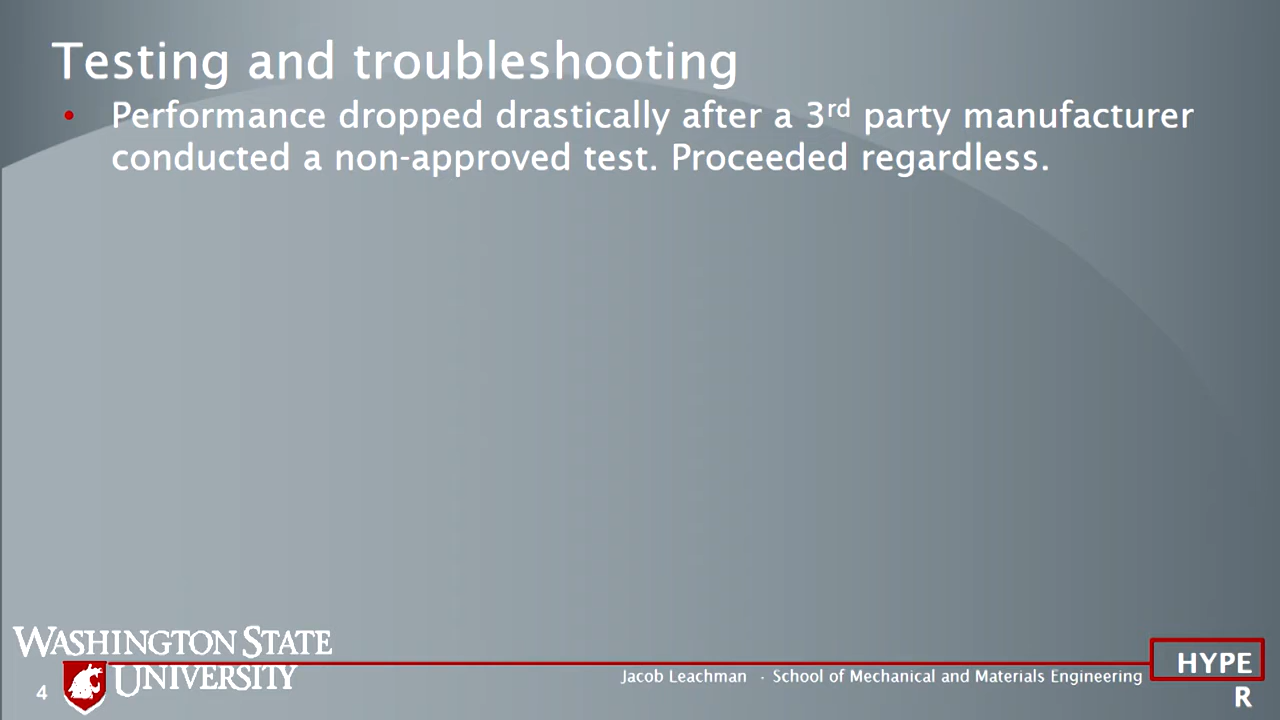 Testing and troubleshooting
• Performance dropped drastically after a 3rd party manufacturer
conducted a non-approved test. Proceeded regardless.
WASHINGTON STATE
UNIVERSITY
4
Jacob Leachman · School of Mechanical and Materials Engineering
HYPE
R